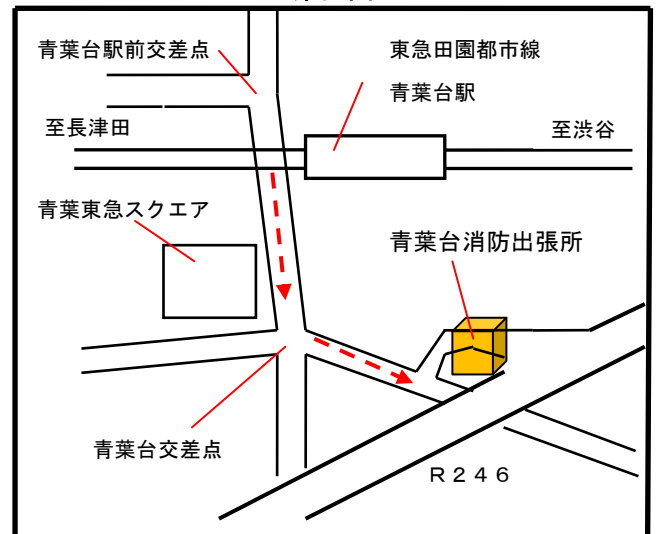 青葉台駅前交差点
東急田園都市線
青葉台駅
至長津田
至渋谷
青葉東急スクエア
青葉台消防出張所
青葉台交差点
Ｒ２４６